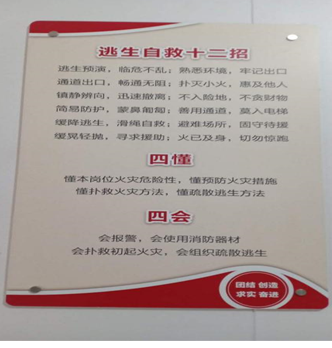 逃生自救十二招
逃生预演，临危不乱；熟悉环境，牢记出口
通道出口，畅通无阻；扑灭小火，惠及他人
镇静辨向，迅速撤离；不入险地，不贪财物
简易防护，蒙鼻匍匐；善用通道，莫入电梯
缓降逃生，滑绳自救；避难场所，固守待援
缓晃轻抛，寻求援助；火已及身，切勿惊跑
四懂
懂本岗位火灾危险性，懂预防火灾措施
懂扑救火灾方法，懂疏散逃生方法
四会
会报警，会使用消防器材
会扑救初起火灾，会组织疏散逃生
团结 创造
求实 奋进